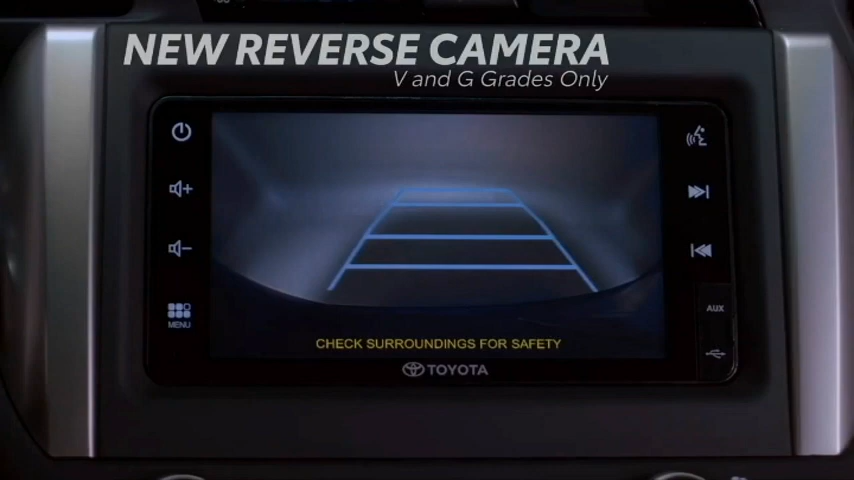 NEW REVERSE CAMERA
V and G Grades Only
MENU
AUX
CHECK SURROUNDINGS FOR SAFETY
TOYOTA